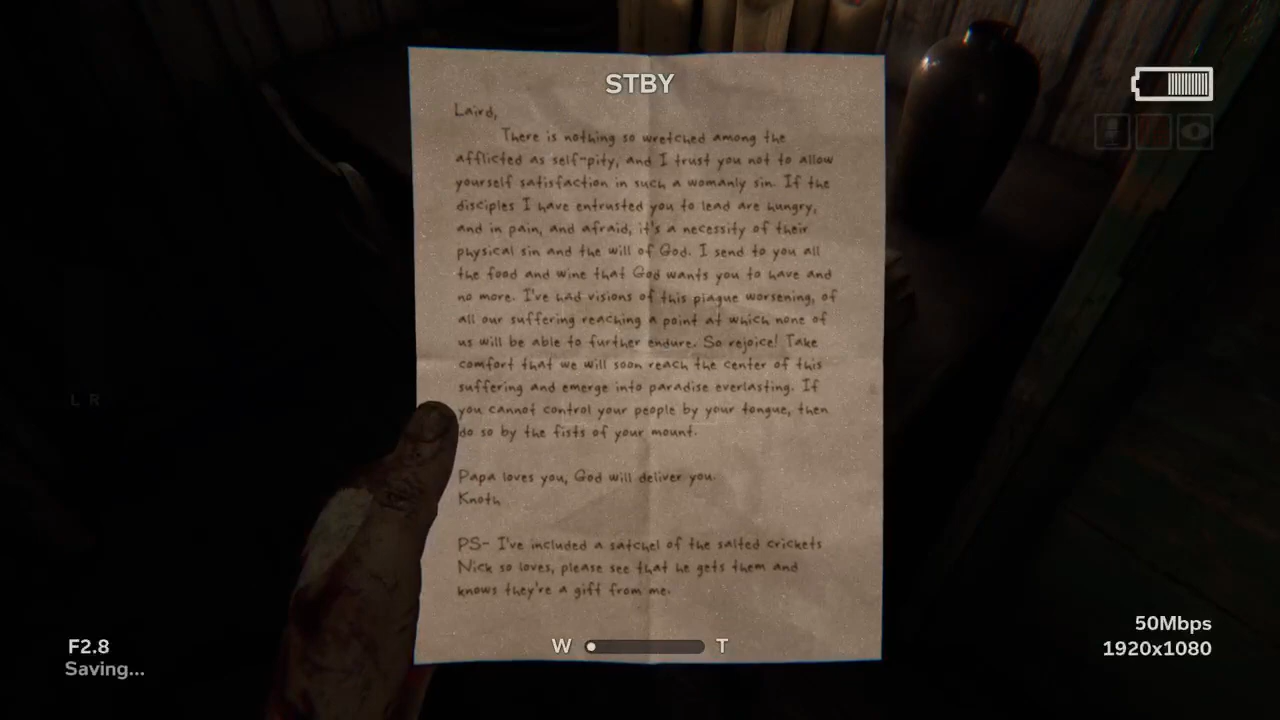 STBY
Laird,
There is nothing so wretched among the
afflicted as self-pity, and I trust you not to allow
yourself satisfaction in such a womanly sin. If the
disciples I have entrusted you to lead are hungry,
and in pain, and afraid, it's a necessity of their
physical sin and the will of God. I send to you all
the food and wine that God wants you to have and
no more. I've had visions of this plague worsening, of
all our suffering reaching a point at which none of
us will be able to further endure. So rejoice! Take
comfort that we will soon reach the center of this
suffering and emerge into paradise everlasting. If
you cannot control your people by your tongue, then
do so by the fists of your mount.
Papa loves you, God will deliver you.
Knoth
PS- I've included a satchel of the salted crickets
Nick so loves, please see that he gets them and
knows they're a gift from me.
L R
W T
F2.8
Saving...
50Mbps
1920x1080